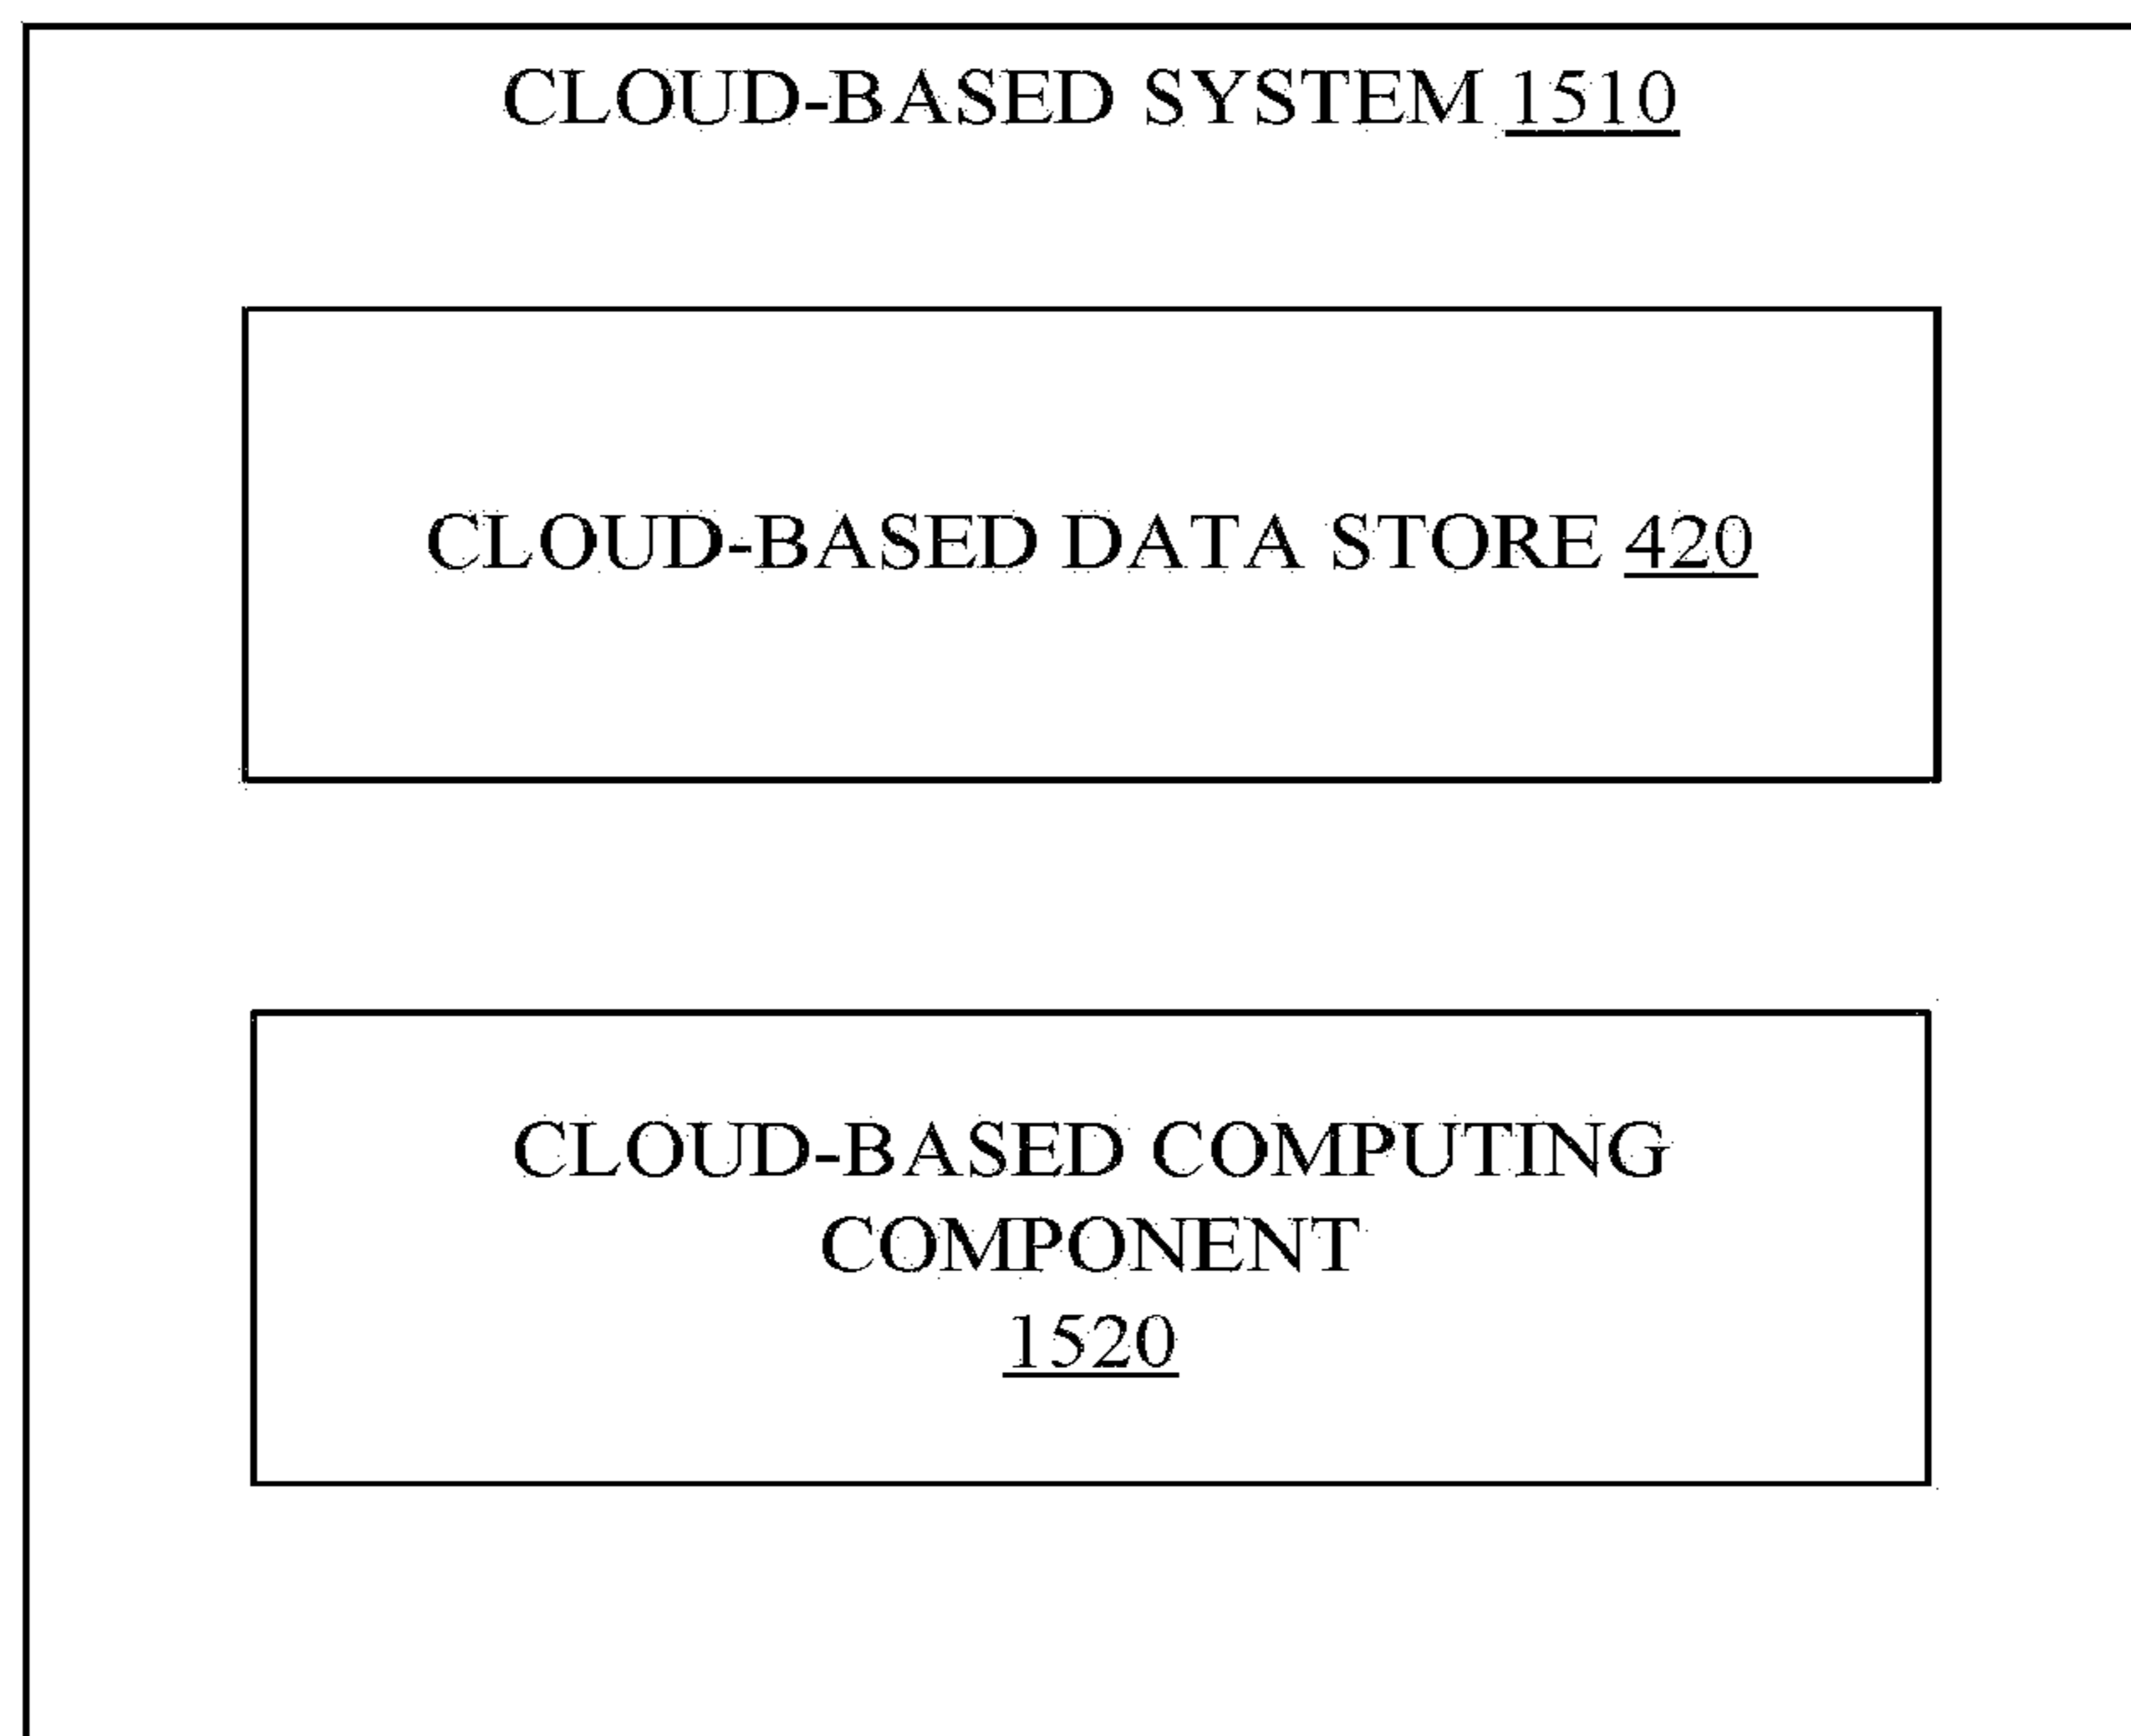 CLOUD-BASED SYSTEM 1510
CLOUD-BASED DATA STORE 420
CLOUD-BASED COMPUTING
COMPONENT
1520